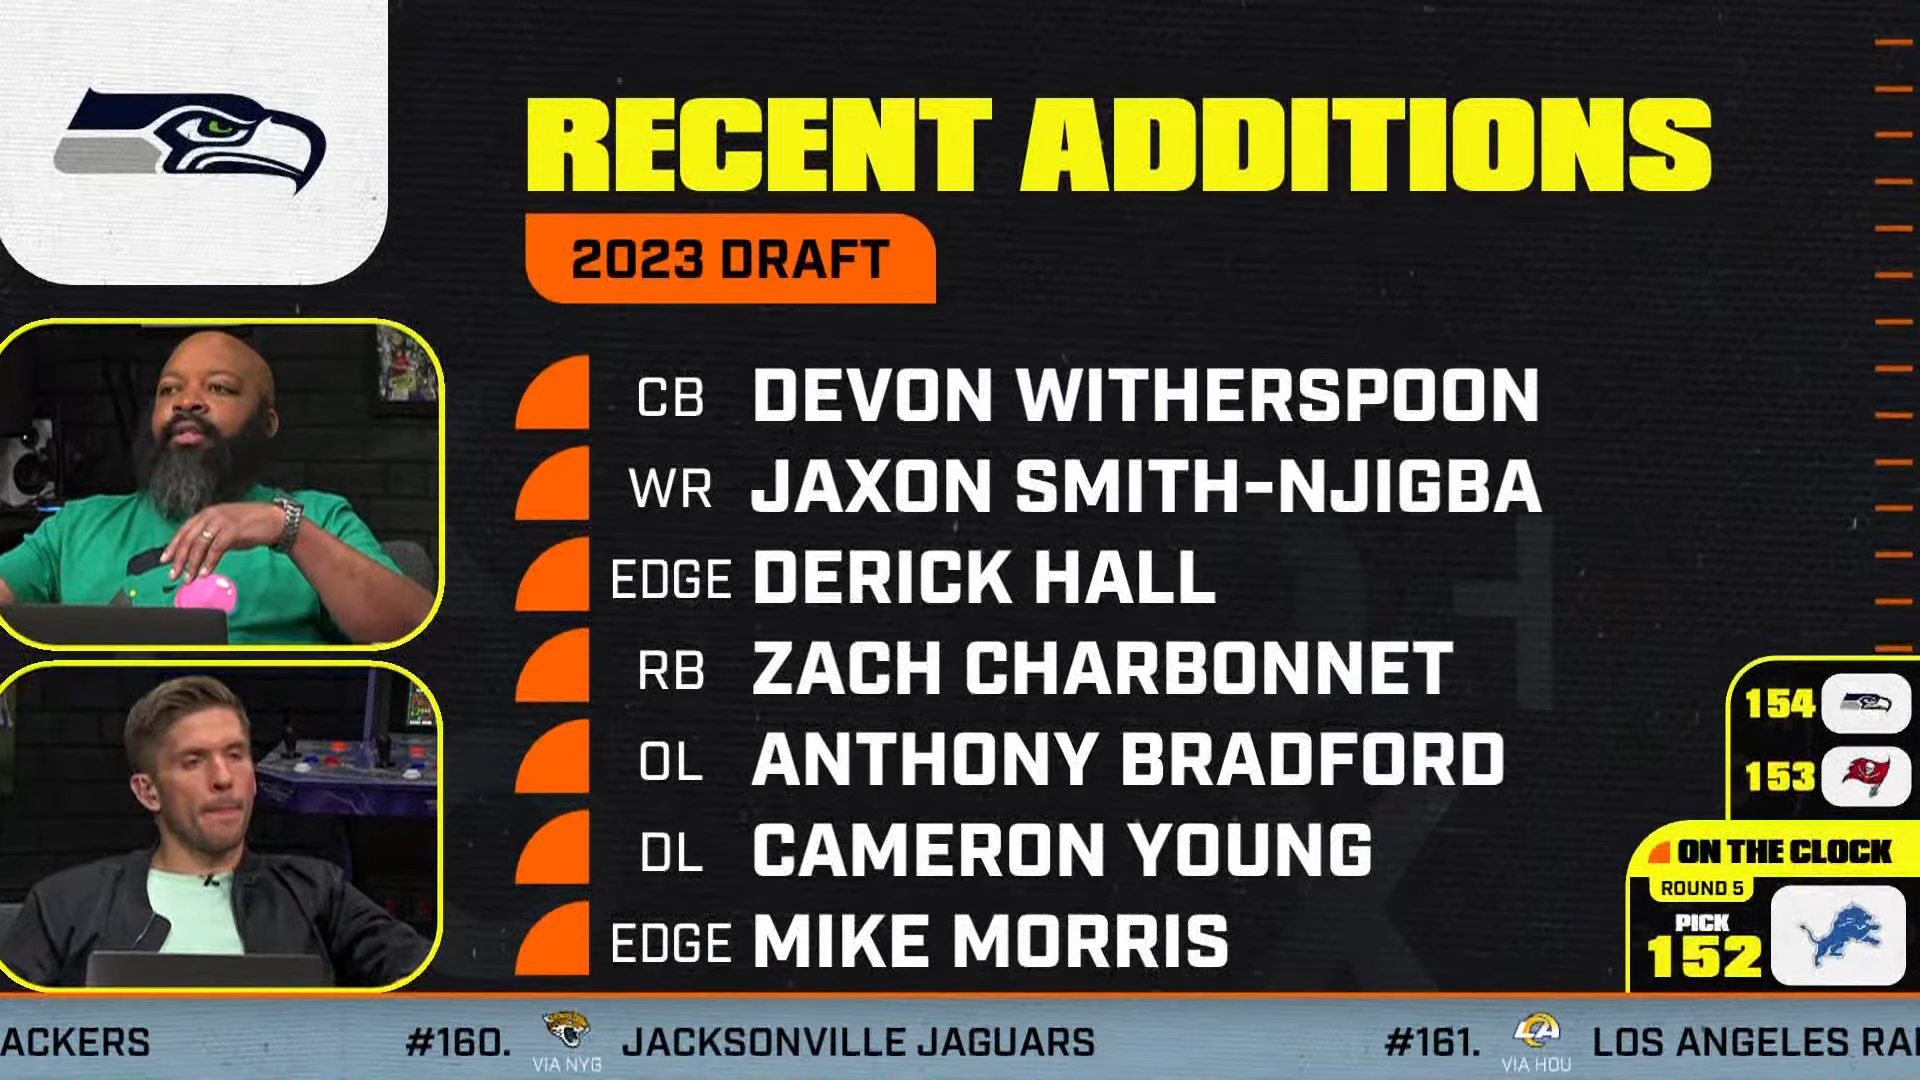 RECENT ADDITIONS
2023 DRAFT
CB DEVON WITHERSPOON
WR JAXON SMITH-NJIGBA
EDGE DERICK HALL
RB ZACH CHARBONNET
OL ANTHONY BRADFORD
DL CAMERON YOUNG
EDGE MIKE MORRIS
154
153
ON THE CLOCK
ROUND 5
PICK
152
ACKERS #160. VIA NYG JACKSONVILLE JAGUARS #161. VIA HOU LOS ANGELES RA